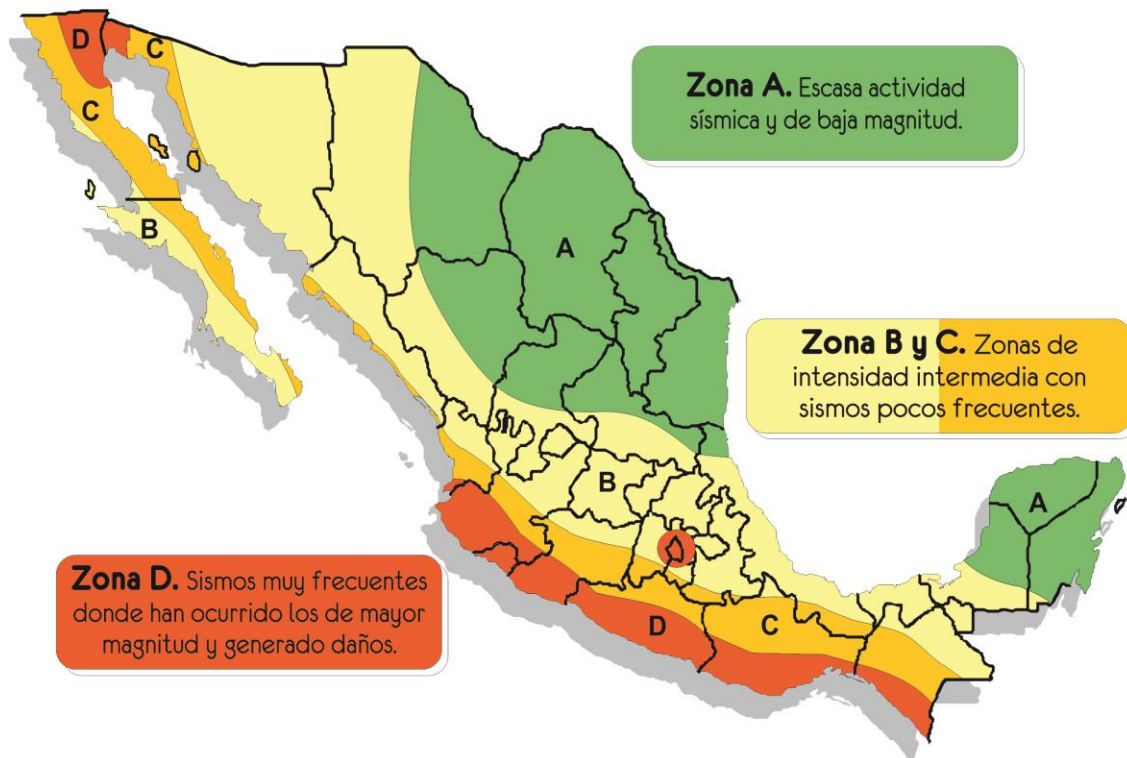 D
C
C
Zona A. Escasa actividad
sísmica y de baja magnitud.
B
A
Zona B y C. Zonas de
intensidad intermedia con
sismos pocos frecuentes.
B
A
Zona D. Sismos muy frecuentes
donde han ocurrido los de mayor
magnitud y generado daños.
D
C